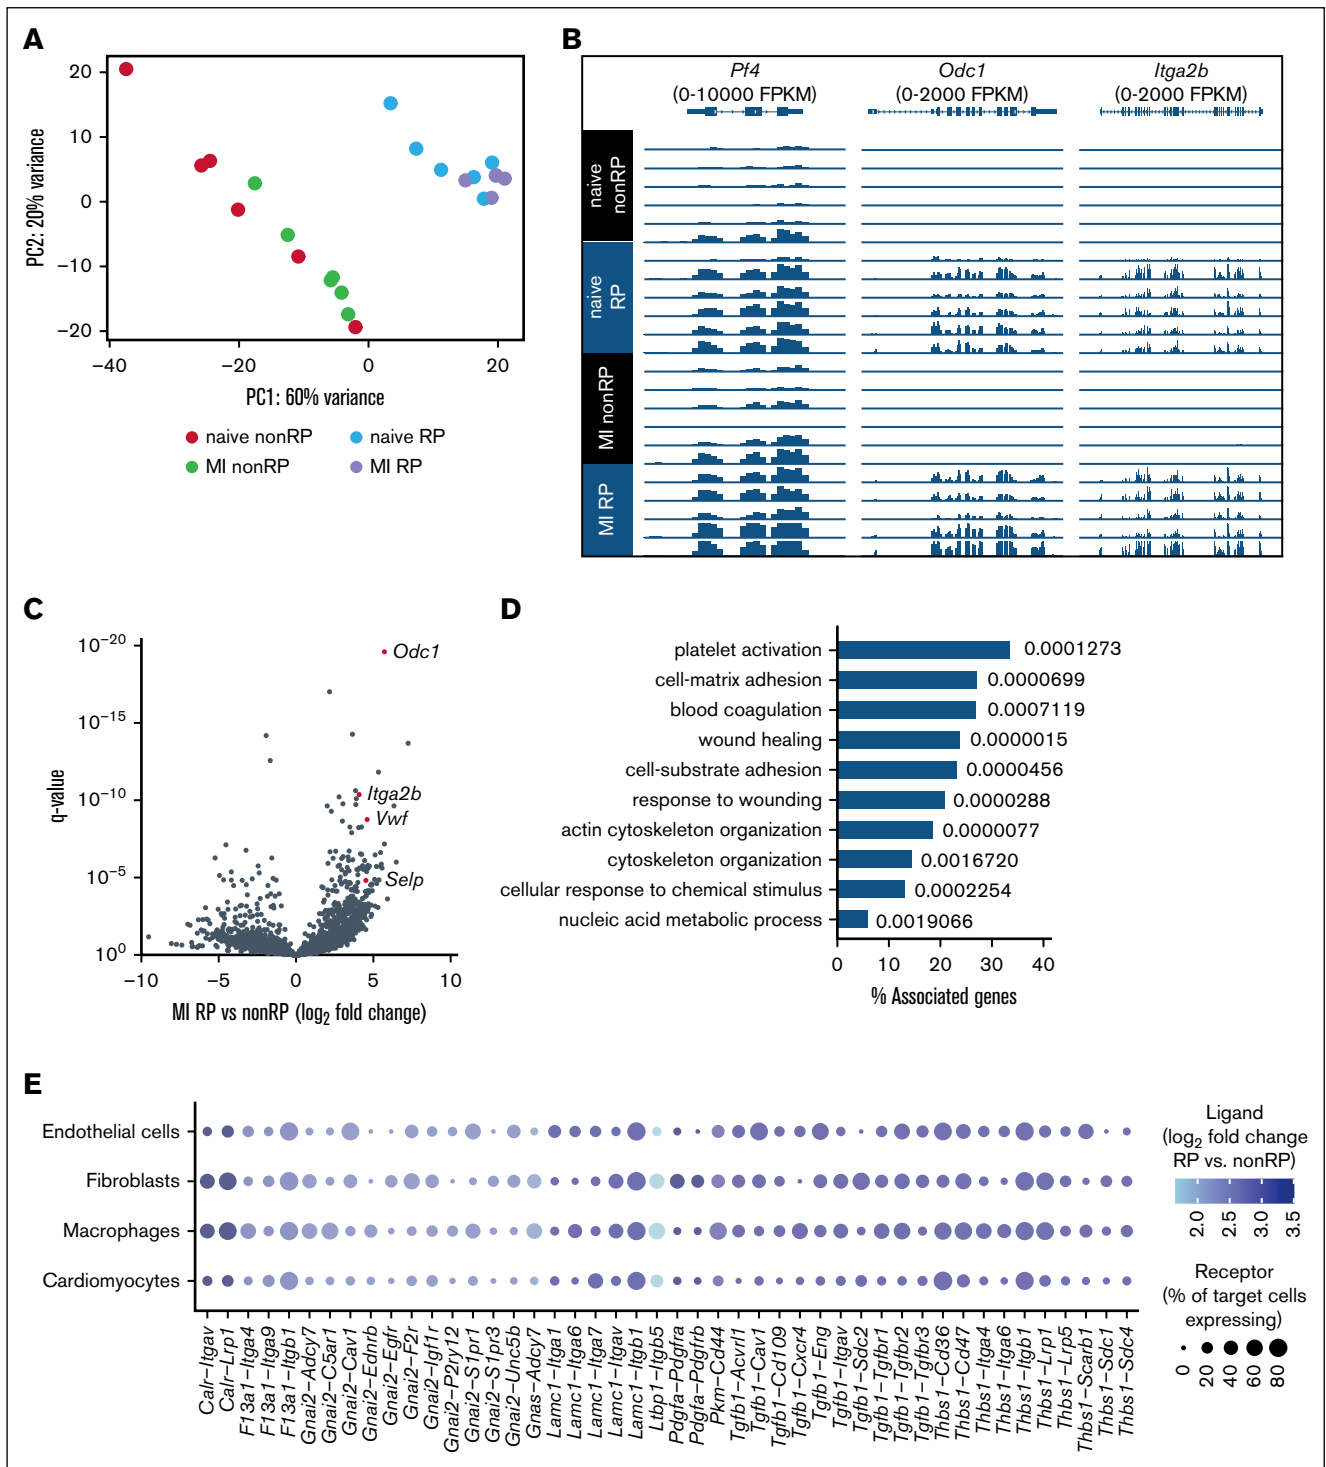 A
20
10
0
−10
−20
PC2: 20% variance
−40
−20
0
20
PC1: 60% variance
naive nonRP
naive RP
MI nonRP
MI RP
B
Pf4
(0-10000 FPKM)
Odc1
(0-2000 FPKM)
Itga2b
(0-2000 FPKM)
naive
nonRP
naive
RP
MI nonRP
MI RP
C
10−20
10−15
10−10
10−5
100
q-value
Odc1
Itga2b
Vwf
Selp
−10
−5
0
5
10
MI RP vs nonRP (log2 fold change)
D
platelet activation 0.0001273
cell-matrix adhesion 0.0000699
blood coagulation 0.0007119
wound healing 0.0000015
cell-substrate adhesion 0.0000456
response to wounding 0.0000288
actin cytoskeleton organization 0.0000077
cytoskeleton organization 0.0016720
cellular response to chemical stimulus 0.0002254
nucleic acid metabolic process 0.0019066
0
10
20
30
40
% Associated genes
E
Endothelial cells
Fibroblasts
Macrophages
Cardiomyocytes
Calr−Itgav
Calr−Lrp1
F13a1−Itga4
F13a1−Itga9
F13a1−Itgb1
Gnai2−Adcy7
Gnai2−C5ar1
Gnai2−Cav1
Gnai2−Ednrb
Gnai2−Egfr
Gnai2−F2r
Gnai2−Igf1r
Gnai2−P2ry12
Gnai2−S1pr1
Gnai2−S1pr3
Gnai2−Unc5b
Gnas−Adcy7
Lamc1−Itga1
Lamc1−Itga6
Lamc1−Itga7
Lamc1−Itgav
Lamc1−Itgb1
Ltbp1−Itgb5
Pdgfa−Pdgfra
Pdgfa−Pdgfrb
Pkm−Cd44
Tgfb1−Acvrl1
Tgfb1−Cav1
Tgfb1−Cd109
Tgfb1−Cxcr4
Tgfb1−Eng
Tgfb1−Itgav
Tgfb1−Sdc2
Tgfb1−Tgfbr1
Tgfb1−Tgfbr2
Tgfb1−Tgfbr3
Thbs1−Cd36
Thbs1−Cd47
Thbs1−Itga4
Thbs1−Itga6
Thbs1−Itgb1
Thbs1−Lrp1
Thbs1−Lrp5
Thbs1−Scarb1
Thbs1−Sdc1
Thbs1−Sdc4
Ligand
(log2 fold change
RP vs. nonRP)
2.0
2.5
3.0
3.5
Receptor
(% of target cells
expressing)
0
20
40
60
80